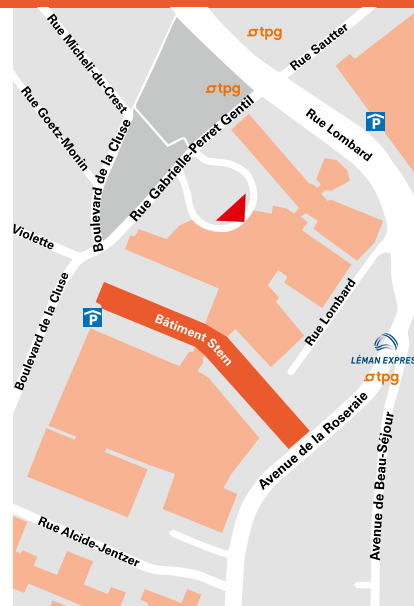 tpg
Rue Micheli-du-Crest
Rue Sautter
tpg
Rue Goetz-Monin
Boulevard de la Cluse
Rue Gabrielle-Perret Gentil
Rue Lombard
P
Violette
Boulevard de la Cluse
P
Bâtiment Stern
Rue Lombard
LÉMAN EXPRES
tpg
Avenue de la Roseraie
Avenue de Beau-Séjour
Rue Alcide-Jentzer